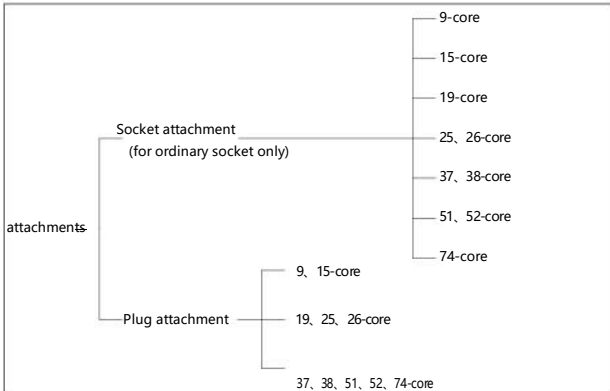 9-core
15-core
19-core
Socket attachment
(for ordinary socket only)
25、26-core
37、38-core
51、52-core
attachments
74-core
9、15-core
Plug attachment
19、25、26-core
37、38、51、52、74-core